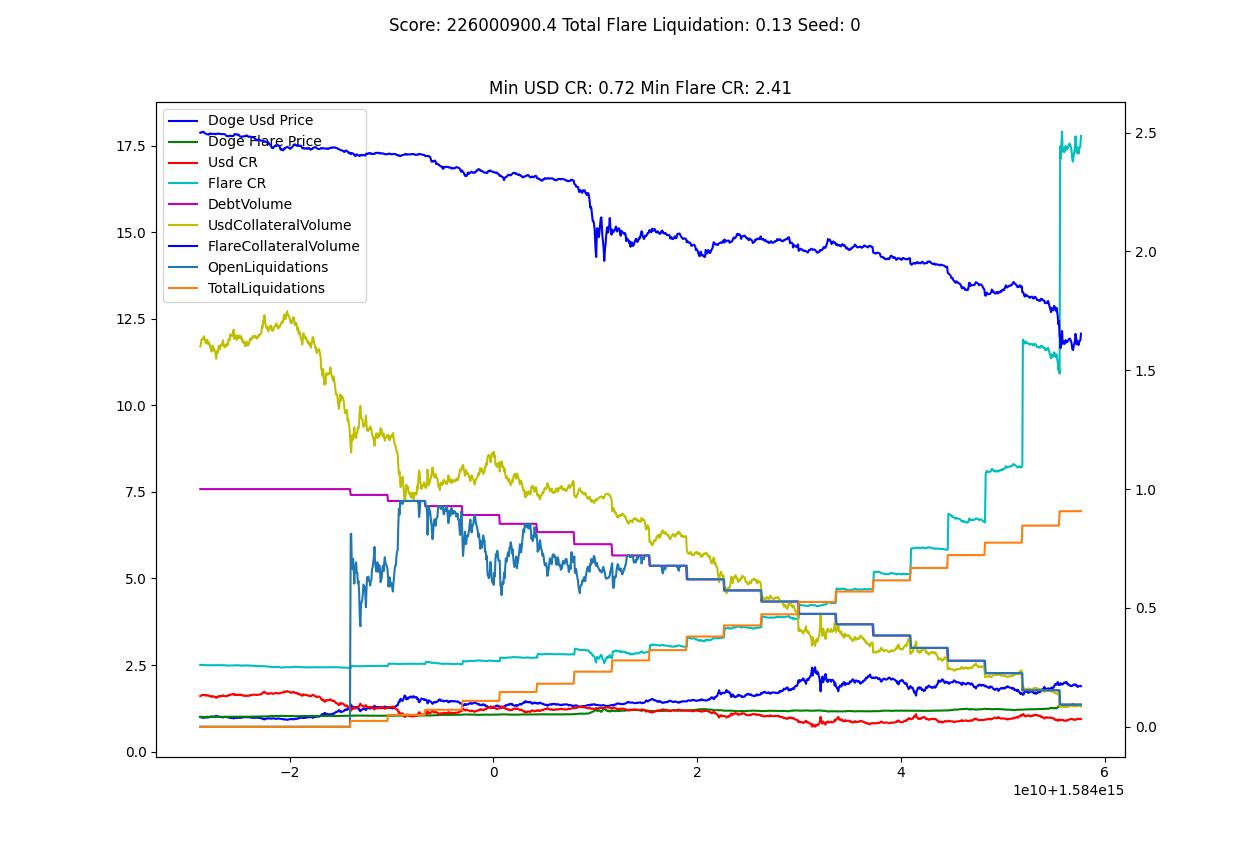 Score: 226000900.4 Total Flare Liquidation: 0.13 Seed: 0
Min USD CR: 0.72 Min Flare CR: 2.41
Doge Usd Price
Doge Flare Price
Usd CR
Flare CR
DebtVolume
UsdCollateralVolume
FlareCollateralVolume
OpenLiquidations
TotalLiquidations
17.5
15.0
12.5
10.0
7.5
5.0
2.5
0.0
2.5
2.0
1.5
1.0
0.5
0.0
−2
0
2
4
6
1e10+1.584e15